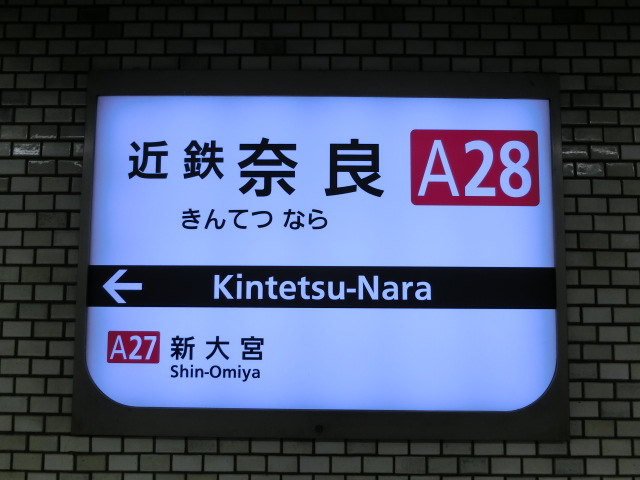 近鉄奈良 A28
きんてつ なら
← Kintetsu-Nara
A27 新大宮
Shin-Omiya